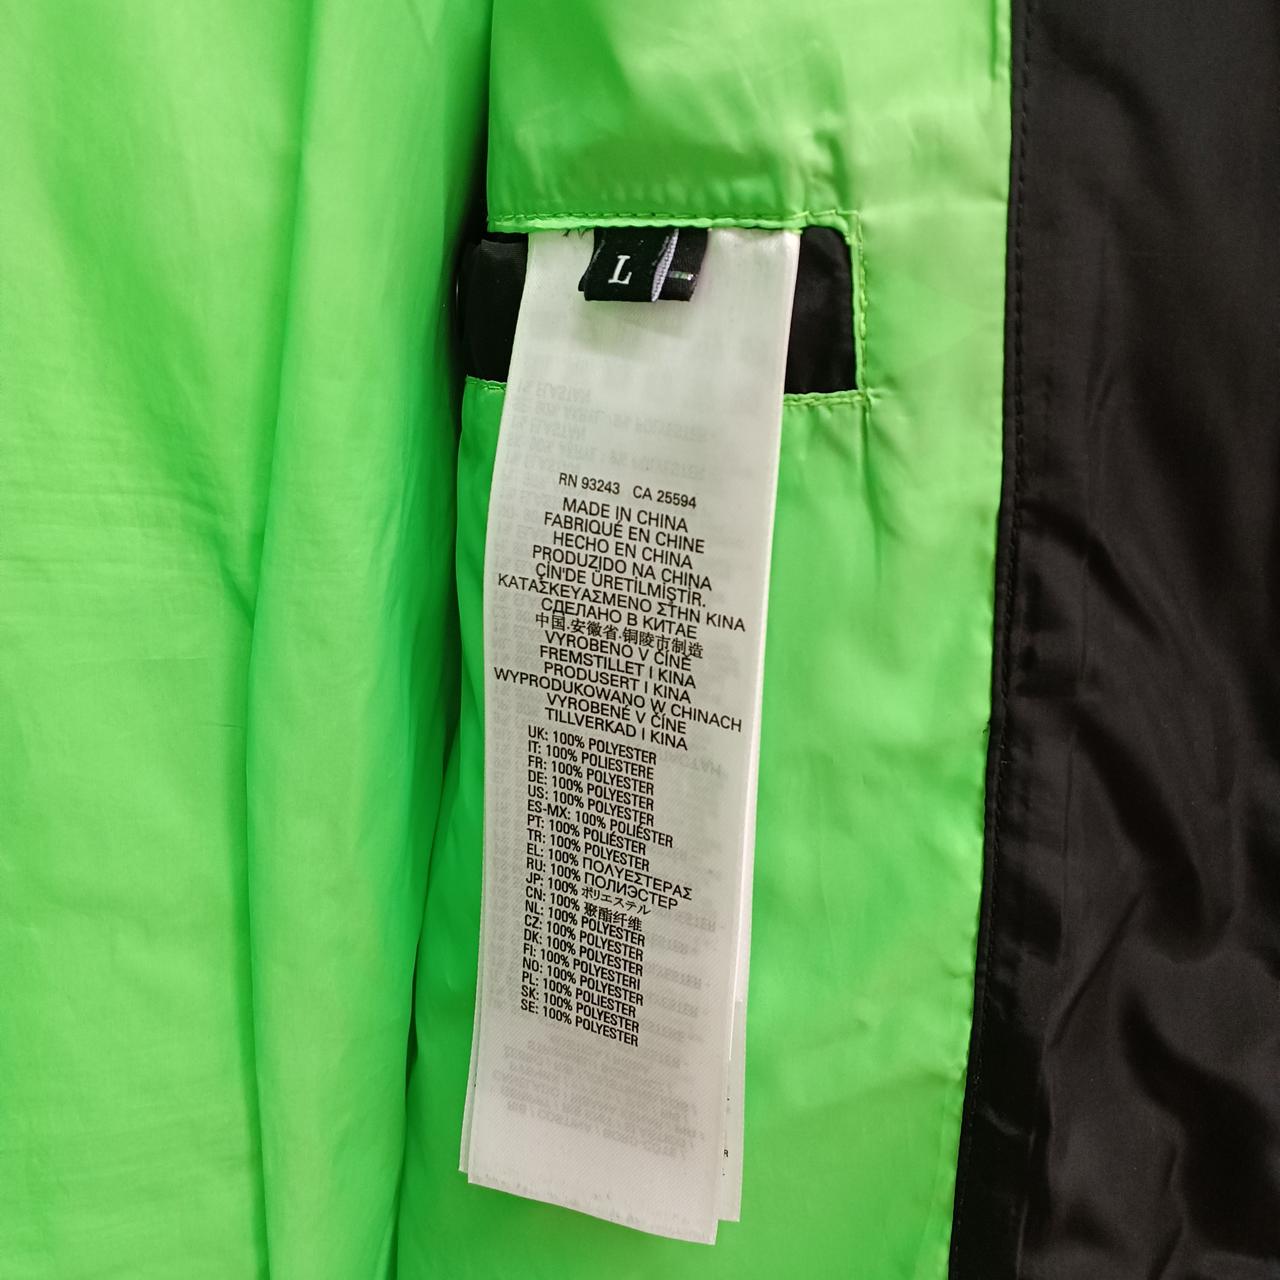 L
RN 93243 CA 25594
MADE IN CHINA
FABRIQUÉ EN CHINE
HECHO EN CHINA
PRODUZIDO NA CHINA
ÇİN'DE ÜRETİLMİŞTİR.
ΚΑΤΑΣΚΕΥΑΣΜΕΝΟ ΣΤΗΝ ΚΙΝΑ
СДЕЛАНО В КИТАЕ
中国.安徽省.铜陵市制造
VYROBENO V ČÍNĚ
FREMSTILLET I KINA
PRODUSERT I KINA
WYPRODUKOWANO W CHINACH
VYROBENÉ V ČÍNE
TILLVERKAD I KINA
UK: 100% POLYESTER
IT: 100% POLIESTERE
FR: 100% POLYESTER
DE: 100% POLYESTER
US: 100% POLYESTER
ES-MX: 100% POLIÉSTER
PT: 100% POLIÉSTER
TR: 100% POLYESTER
EL: 100% ΠΟΛΥΕΣΤΕΡΑΣ
RU: 100% ПОЛИЭСТЕР
JP: 100% ポリエステル
CN: 100% 聚酯纤维
NL: 100% POLYESTER
CZ: 100% POLYESTER
DK: 100% POLYESTER
FI: 100% POLYESTERI
NO: 100% POLYESTER
PL: 100% POLIESTER
SK: 100% POLYESTER
SE: 100% POLYESTER